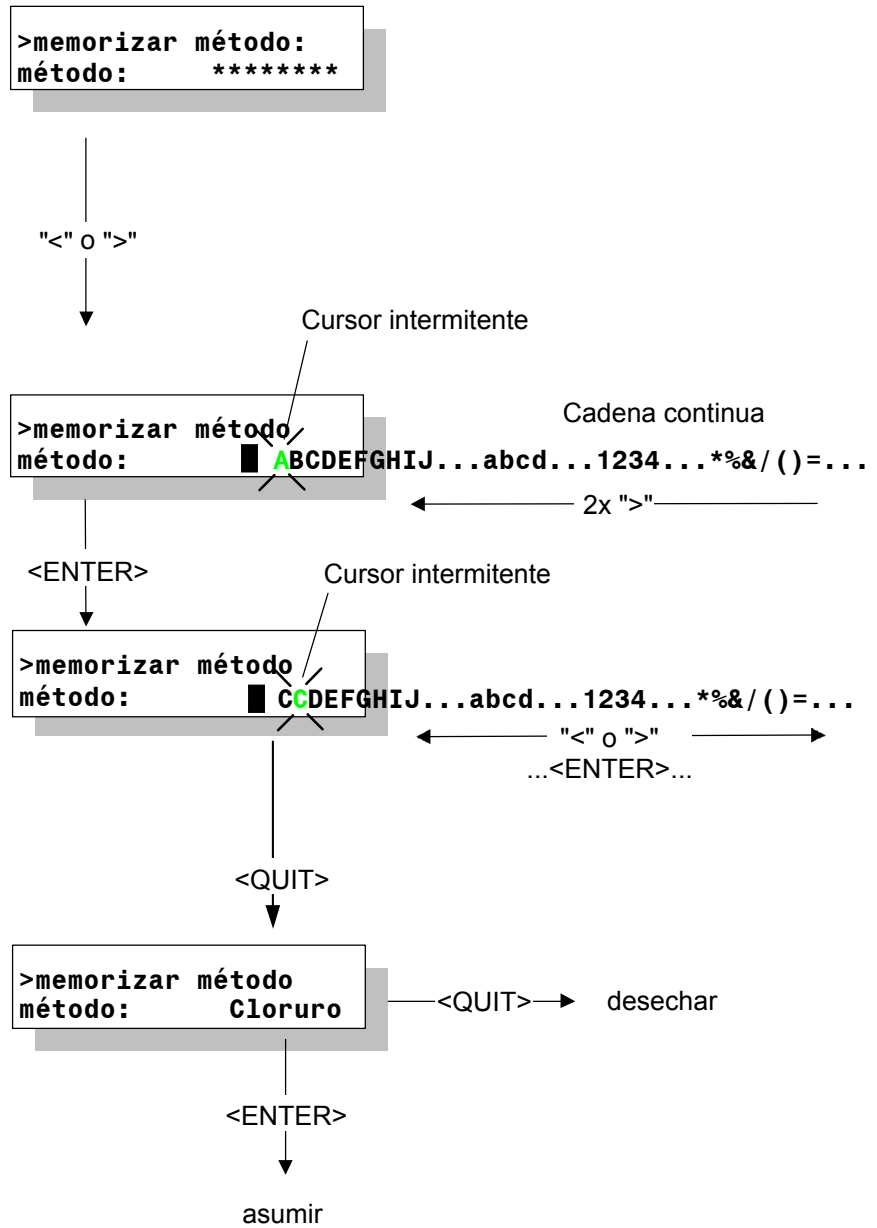 >memorizar método:
método: ********
"<" o ">"
Cursor intermitente
>memorizar método
método: ABCDEFGHIJ...abcd...1234...*%&/()=...
Cadena continua
2x ">"
<ENTER>
Cursor intermitente
>memorizar método
método: CCDEFGHIJ...abcd...1234...*%&/()=...
"<" o ">"
...<ENTER>...
<QUIT>
>memorizar método
método: Cloruro
<QUIT>
desechar
<ENTER>
asumir